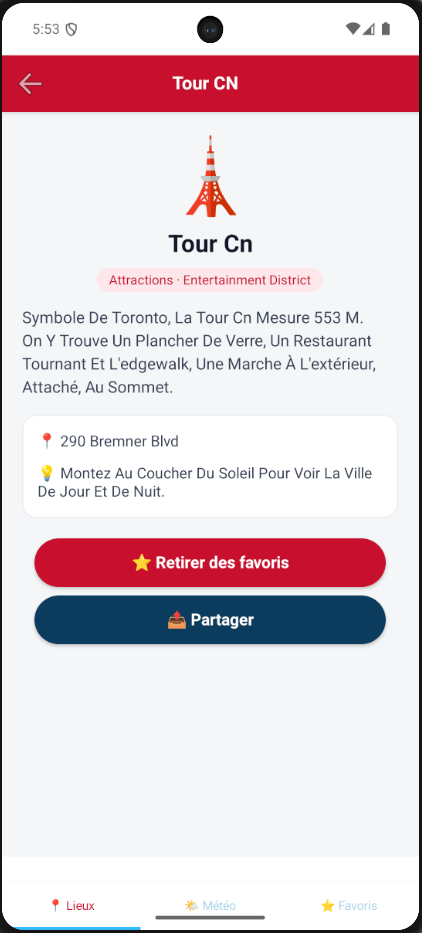 5:53
Tour CN
Tour Cn
Attractions · Entertainment District
Symbole De Toronto, La Tour Cn Mesure 553 M.
On Y Trouve Un Plancher De Verre, Un Restaurant
Tournant Et L'edgewalk, Une Marche À L'extérieur,
Attaché, Au Sommet.
📍 290 Bremner Blvd
💡 Montez Au Coucher Du Soleil Pour Voir La Ville
De Jour Et De Nuit.
⭐ Retirer des favoris
📤 Partager
📍 Lieux
🌤️ Météo
⭐ Favoris